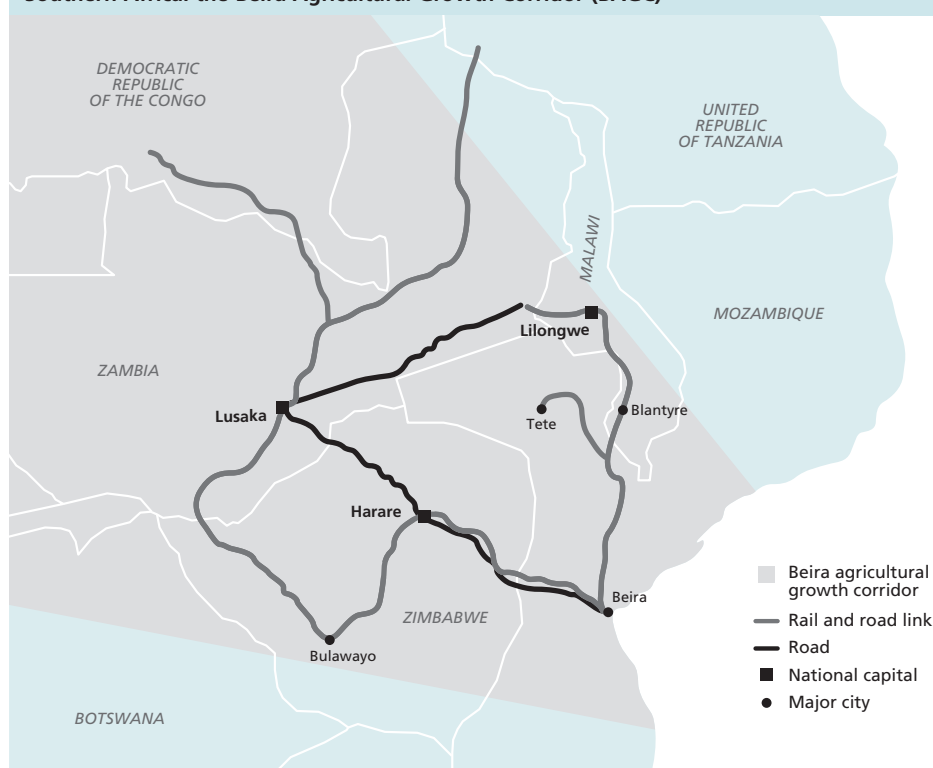 Southern Africa: the Beira Agricultural Growth Corridor (BAGC)
DEMOCRATIC
REPUBLIC
OF THE CONGO
UNITED
REPUBLIC
OF TANZANIA
MALAWI
MOZAMBIQUE
Lilongwe
ZAMBIA
Lusaka
Tete
Blantyre
Harare
Beira agricultural
growth corridor
Beira
Rail and road link
ZIMBABWE
Road
Bulawayo
National capital
Major city
BOTSWANA